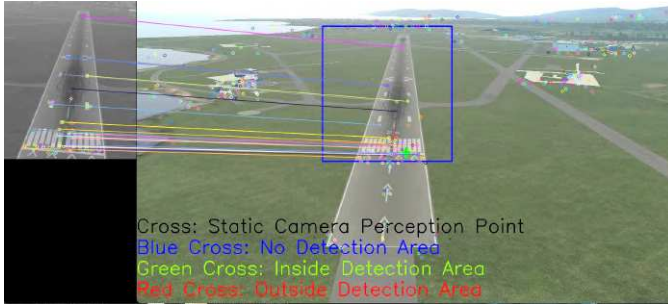 Cross: Static Camera Perception Point
Blue Cross: No Detection Area
Green Cross: Inside Detection Area
Red Cross: Outside Detection Area